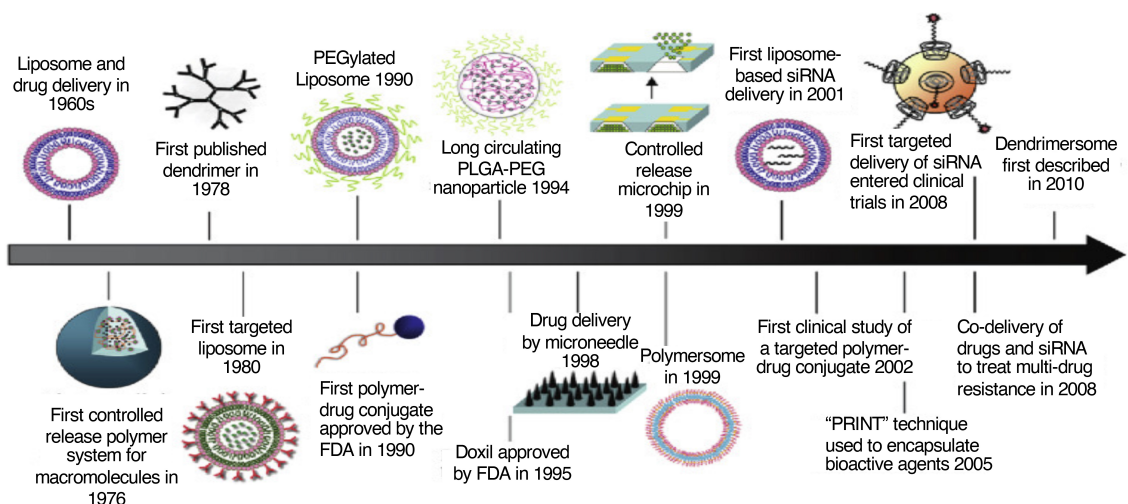 Liposome and
drug delivery in
1960s
First published
dendrimer in
1978
PEGylated
Liposome 1990
Long circulating
PLGA-PEG
nanoparticle 1994
Controlled
release
microchip in
1999
First liposome-
based siRNA
delivery in 2001
First targeted
delivery of siRNA
entered clinical
trials in 2008
Dendrimersome
first described
in 2010
First controlled
release polymer
system for
macromolecules in
1976
First targeted
liposome in
1980
First polymer-
drug conjugate
approved by the
FDA in 1990
Doxil approved
by FDA in 1995
Drug delivery
by microneedle
1998
Polymersome
in 1999
First clinical study of
a targeted polymer-
drug conjugate 2002
“PRINT” technique
used to encapsulate
bioactive agents 2005
Co-delivery of
drugs and siRNA
to treat multi-drug
resistance in 2008